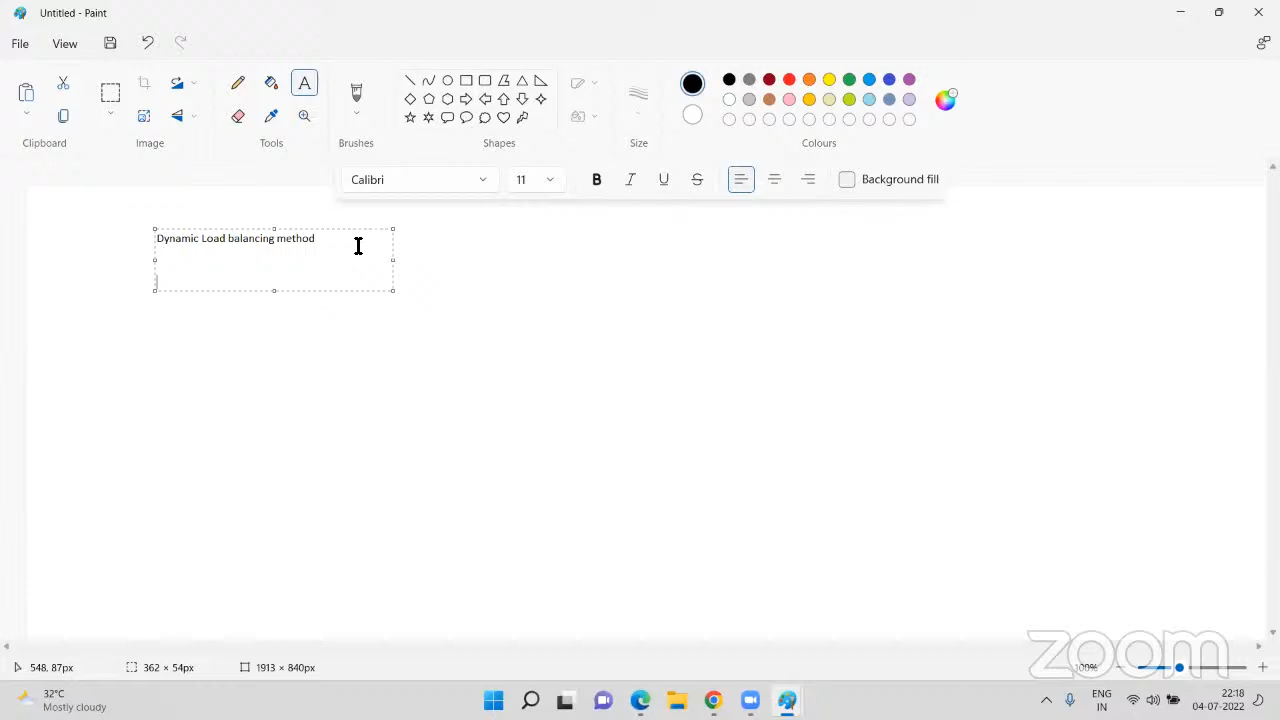 Untitled - Paint
File
View
Clipboard
Image
Tools
Brushes
Shapes
Size
Colours
Calibri
11
B
I
U
S
Background fill
Dynamic Load balancing method
548, 87px
362 × 54px
1913 × 840px
100%
zoom
32°C
Mostly cloudy
ENG
IN
22:18
04-07-2022